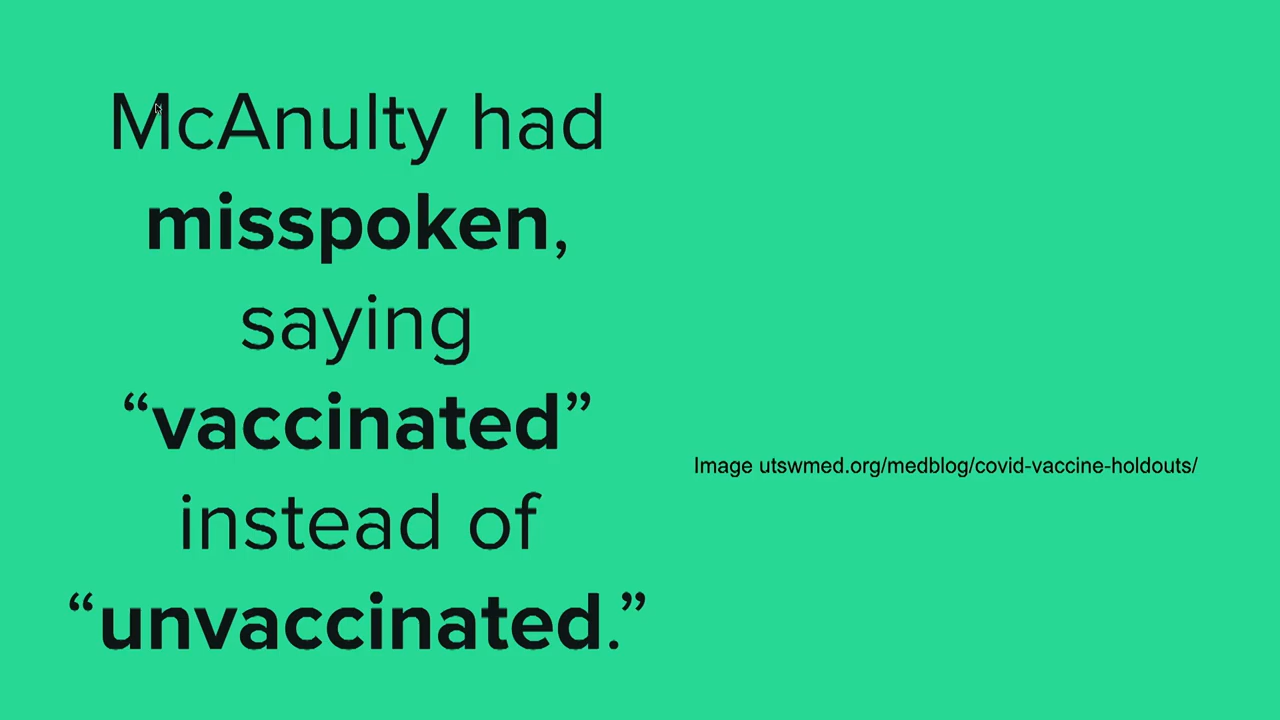 McAnulty had
misspoken,
saying
“vaccinated”
instead of
“unvaccinated.”
Image utswmed.org/medblog/covid-vaccine-holdouts/